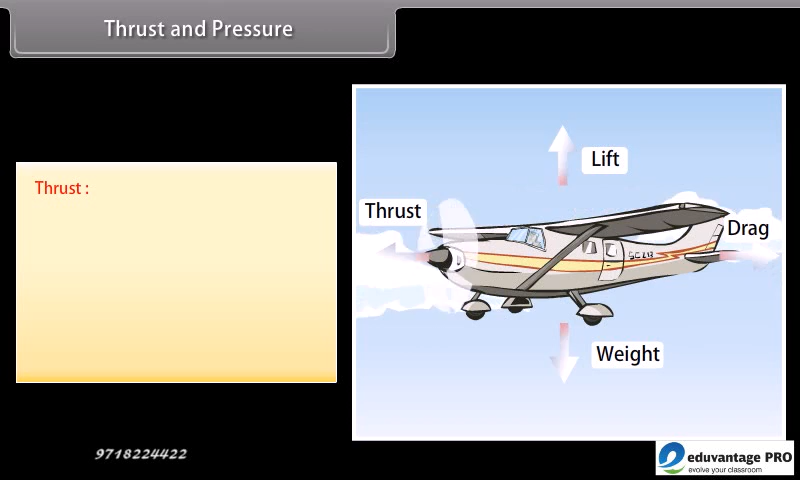 Thrust and Pressure
Thrust :
Lift
Thrust
Drag
Weight
9718224422
eduvantage PRO
evolve your classroom